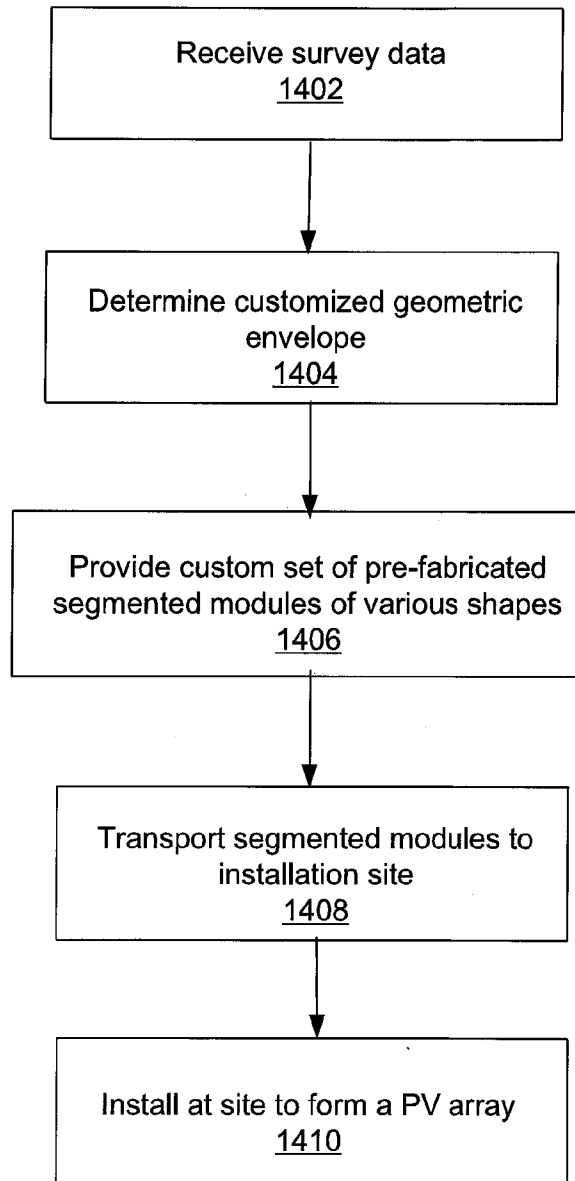 Receive survey data
1402
Determine customized geometric
envelope
1404
Provide custom set of pre-fabricated
segmented modules of various shapes
1406
Transport segmented modules to
installation site
1408
Install at site to form a PV array
1410